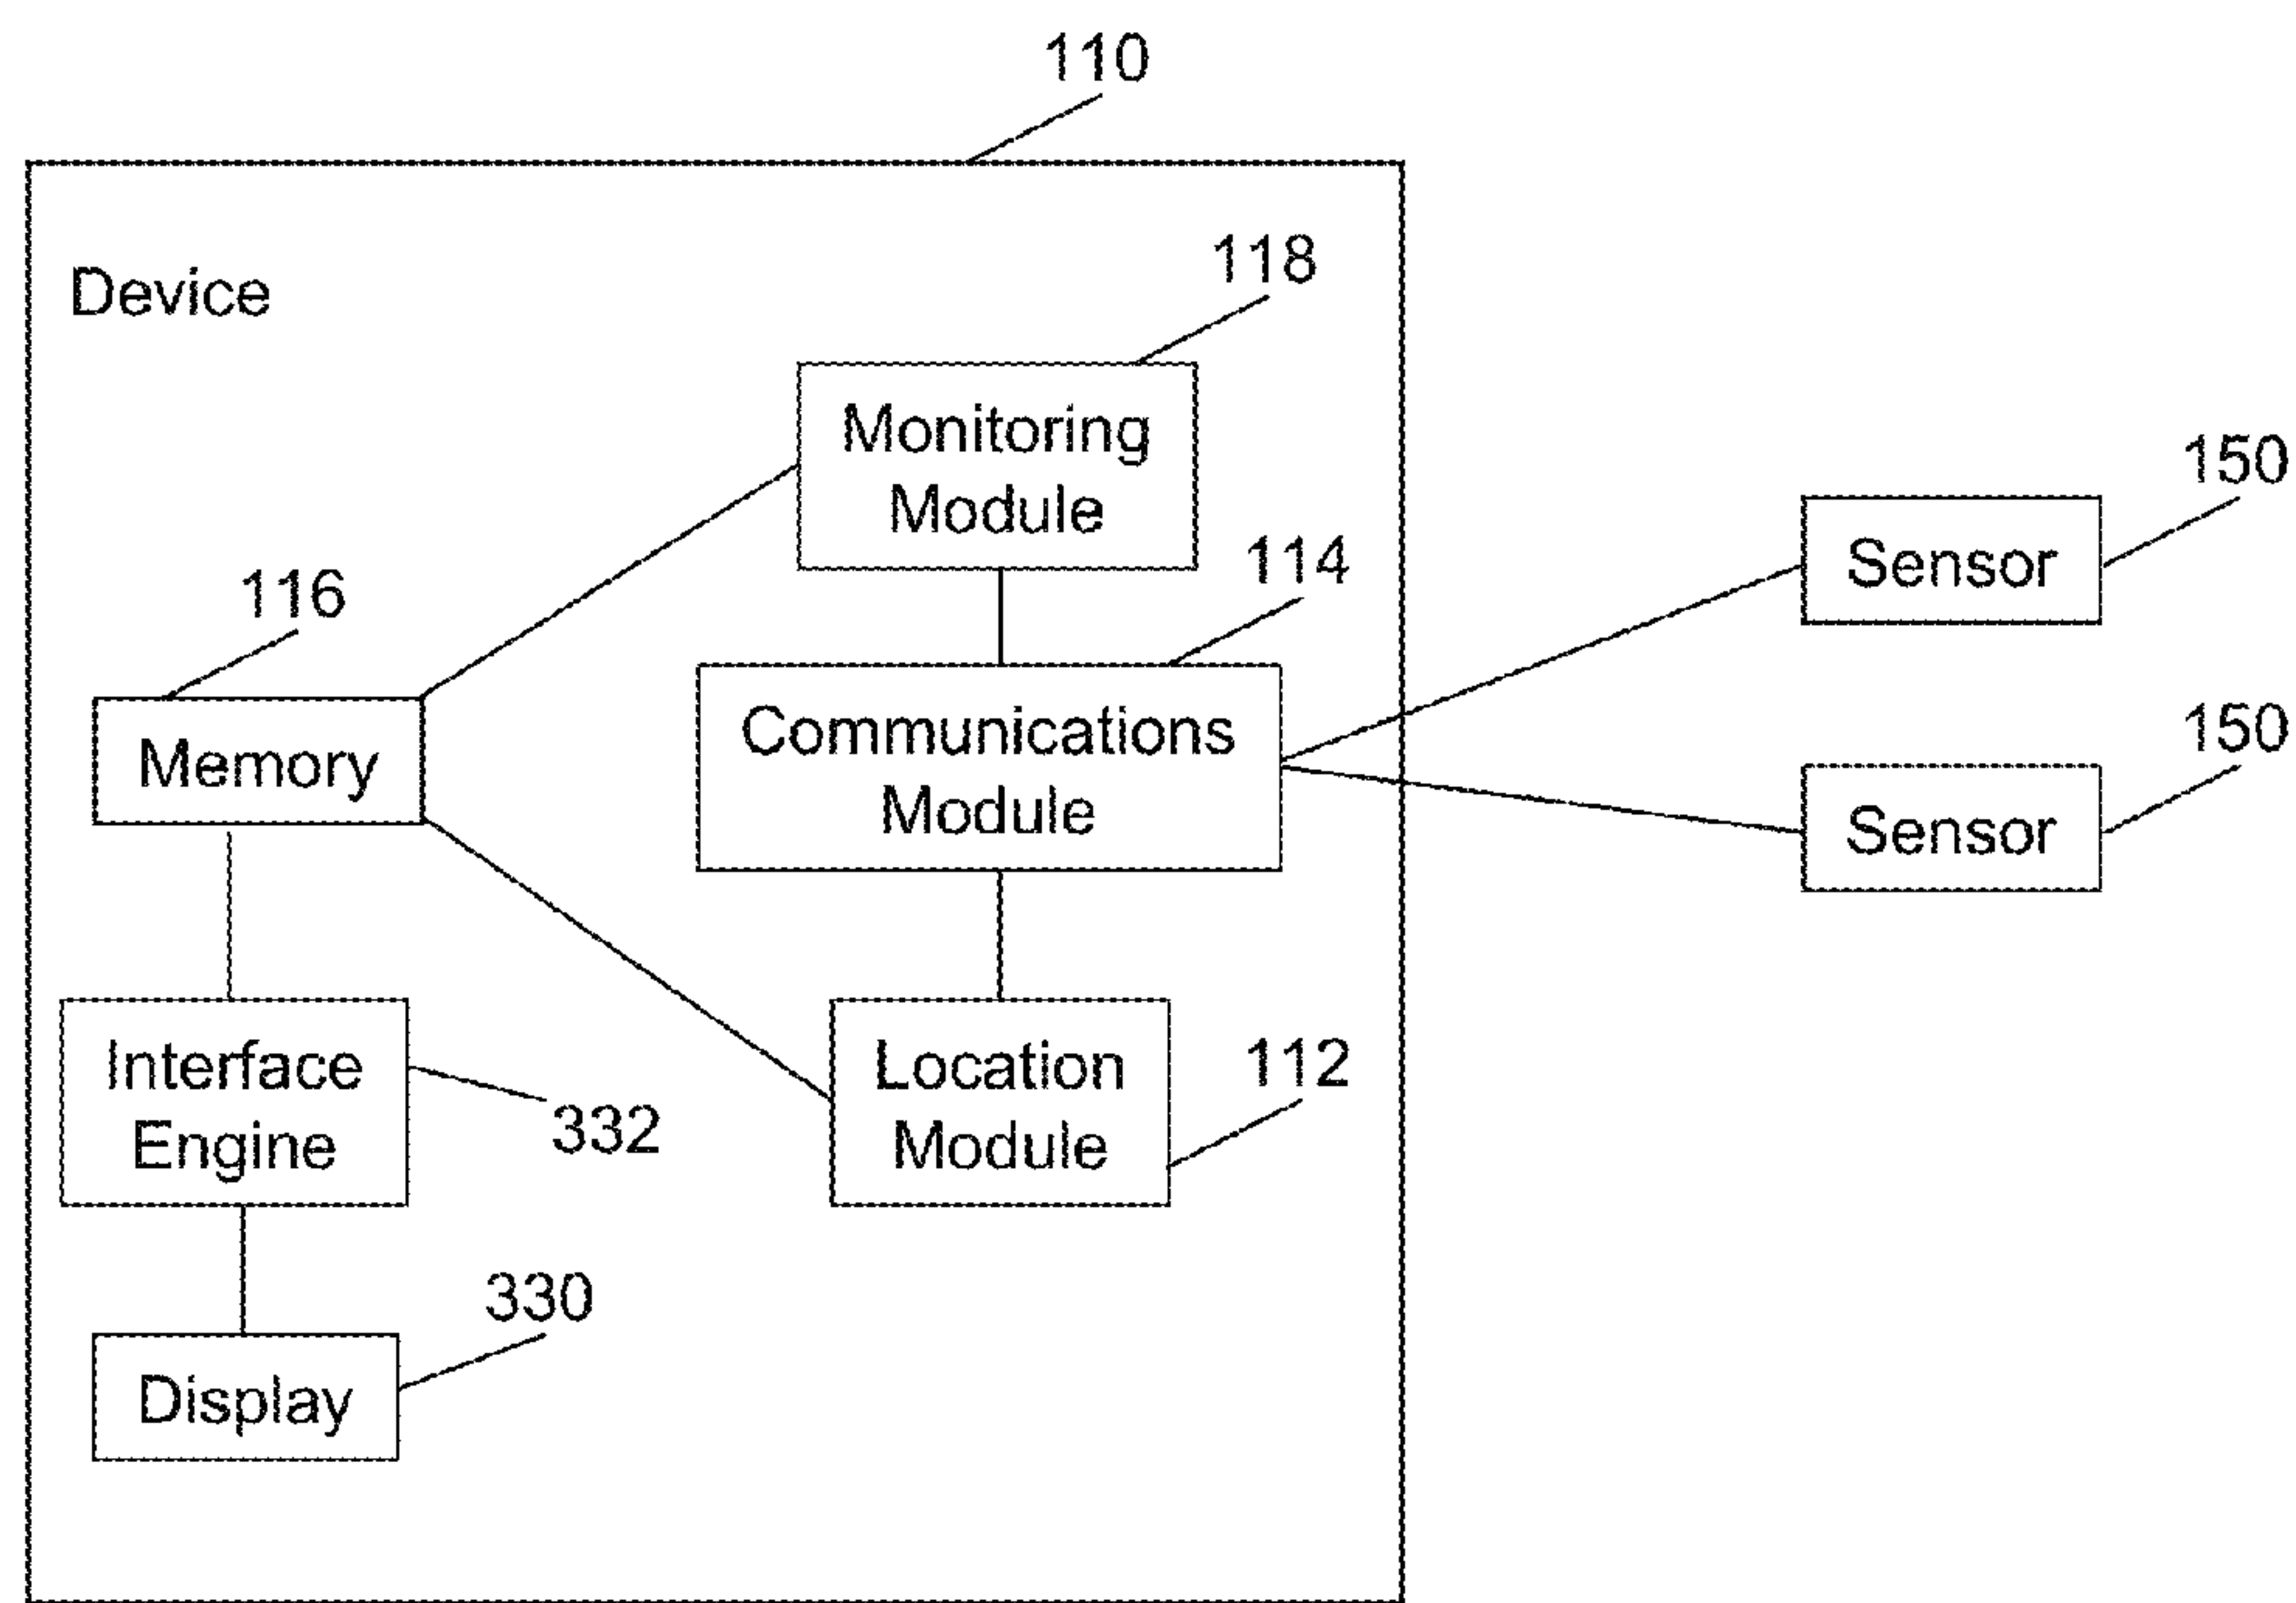 110
Device
118
Monitoring
Module
150
Sensor
114
116
Communications
Module
Memory
150
Sensor
Interface
Engine
332
Location
Module
112
330
Display